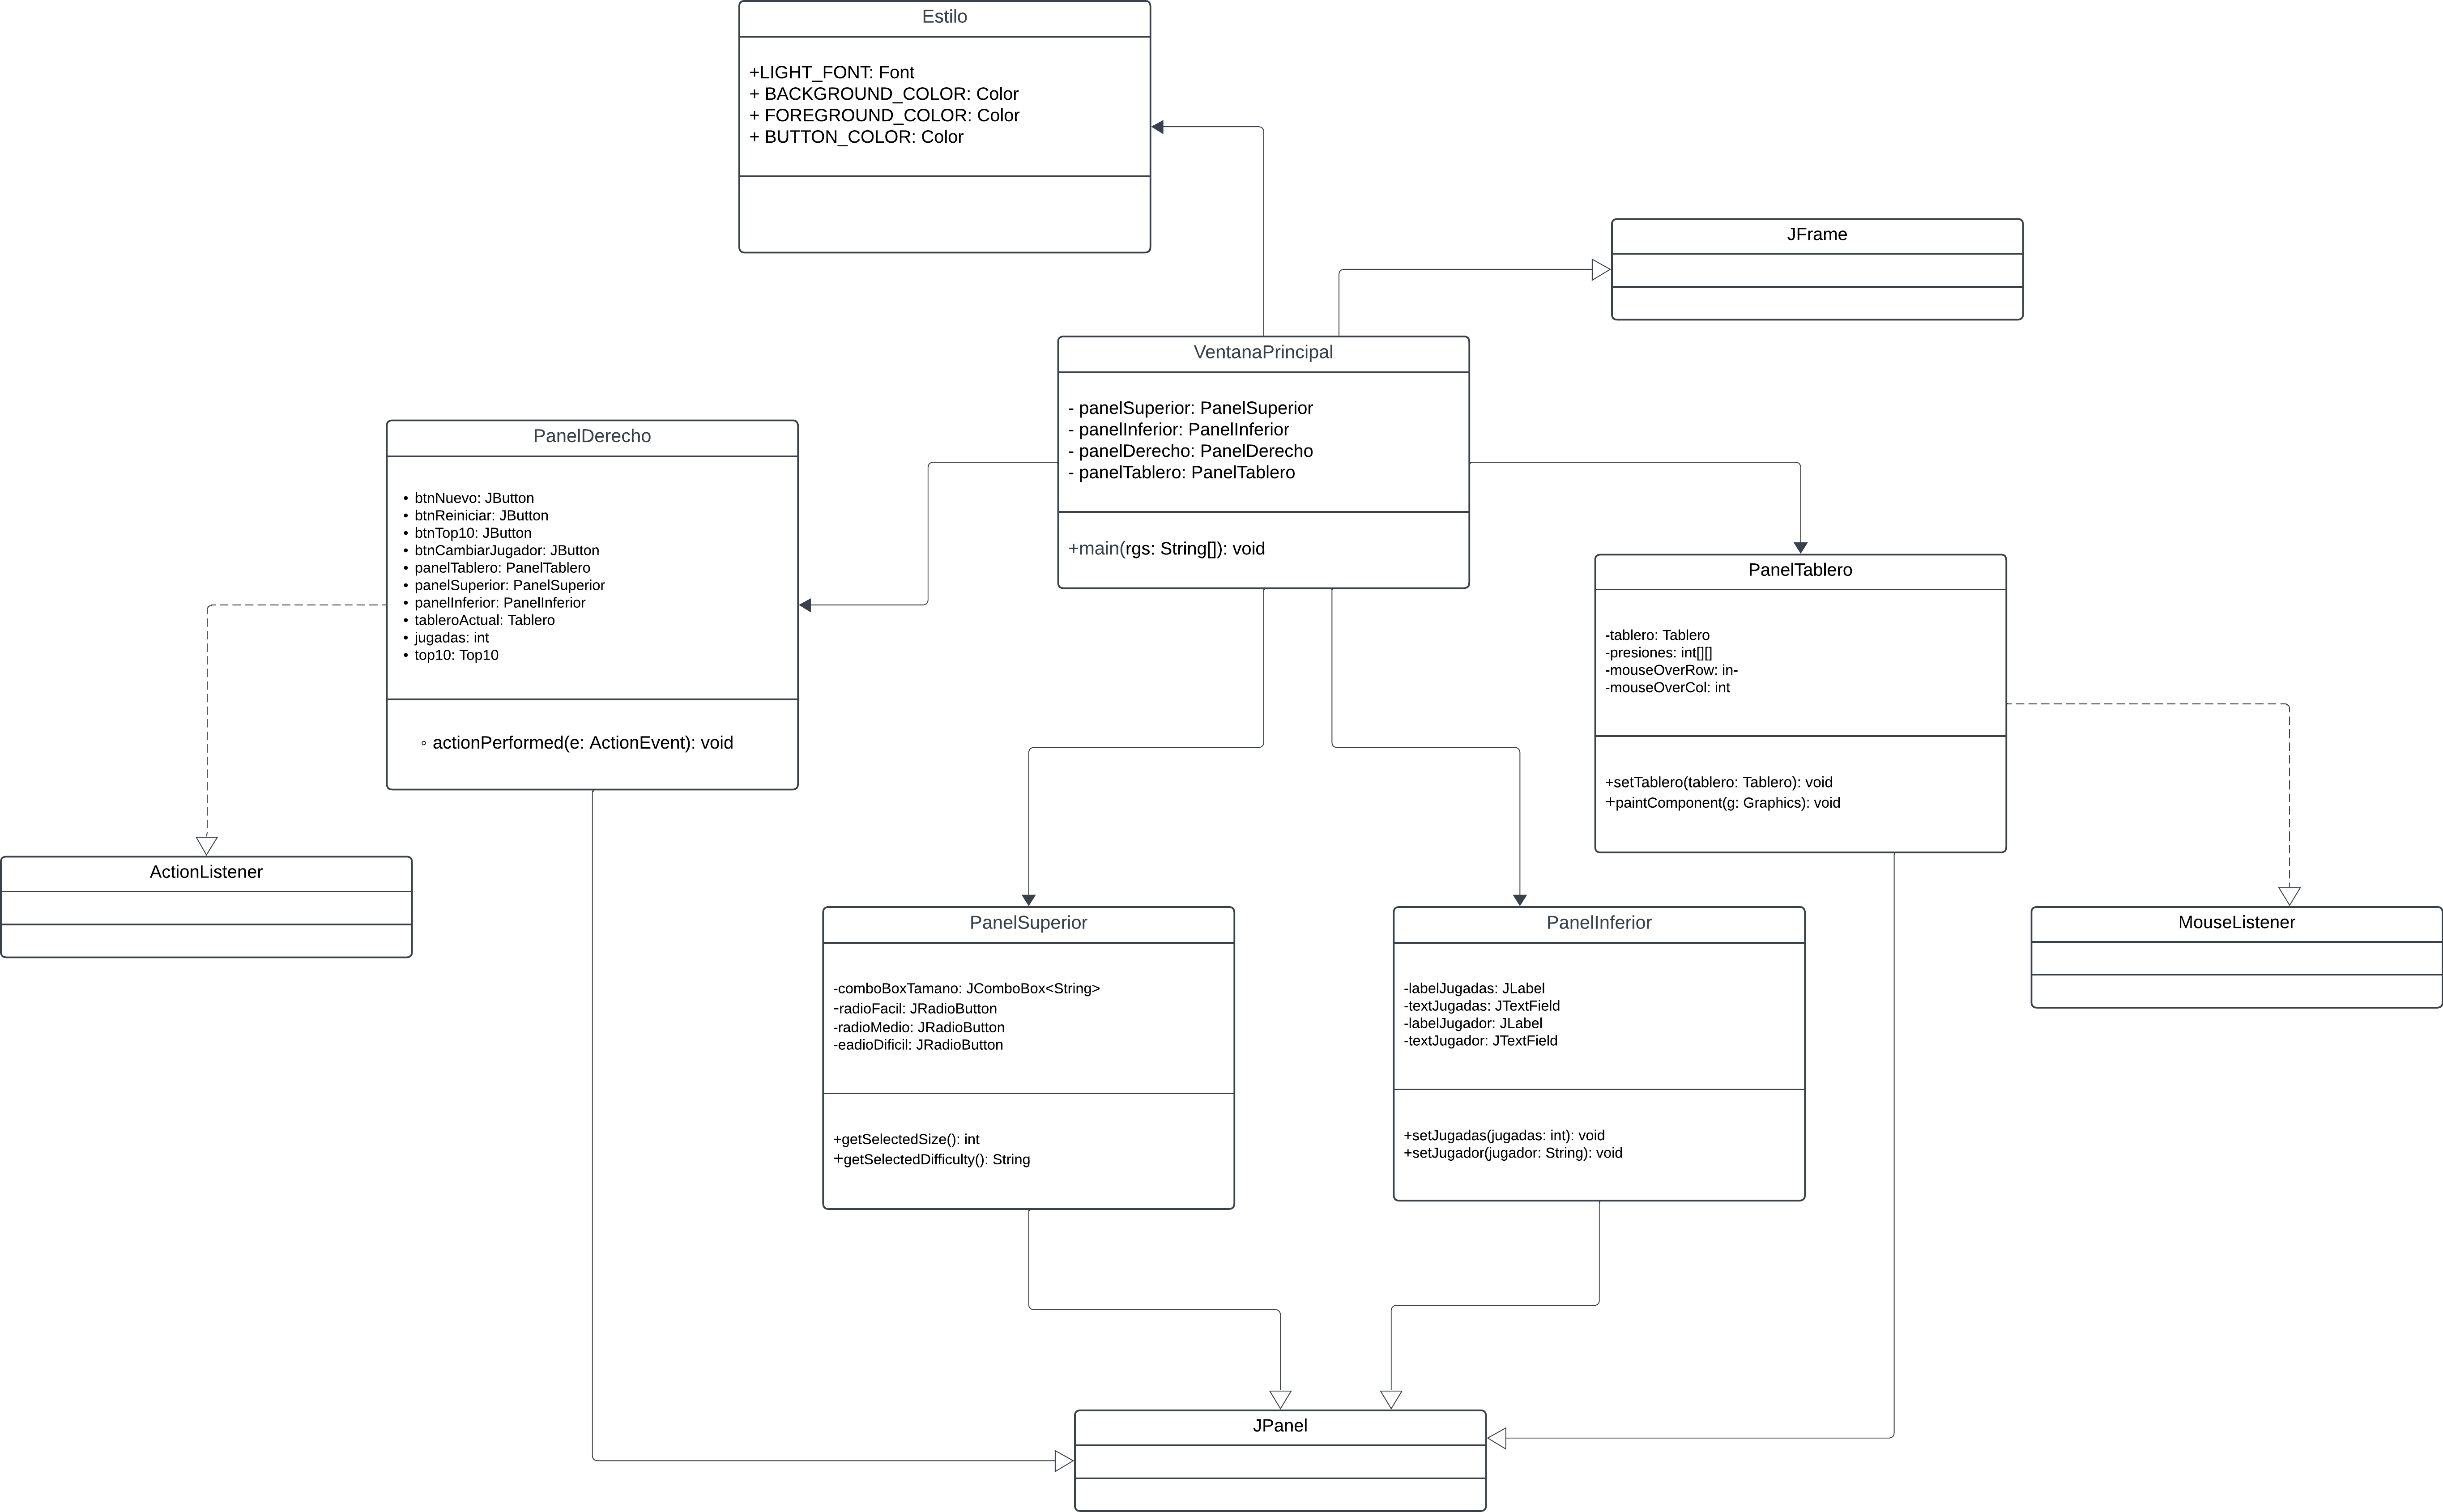 Estilo
+LIGHT_FONT: Font
+ BACKGROUND_COLOR: Color
+ FOREGROUND_COLOR: Color
+ BUTTON_COLOR: Color
JFrame
VentanaPrincipal
- panelSuperior: PanelSuperior
- panelInferior: PanelInferior
- panelDerecho: PanelDerecho
- panelTablero: PanelTablero
+main(rgs: String[]): void
PanelDerecho
• btnNuevo: JButton
• btnReiniciar: JButton
• btnTop10: JButton
• btnCambiarJugador: JButton
• panelTablero: PanelTablero
• panelSuperior: PanelSuperior
• panelInferior: PanelInferior
• tableroActual: Tablero
• jugadas: int
• top10: Top10
◦ actionPerformed(e: ActionEvent): void
PanelTablero
-tablero: Tablero
-presiones: int[][]
-mouseOverRow: in-
-mouseOverCol: int
+setTablero(tablero: Tablero): void
+paintComponent(g: Graphics): void
ActionListener
PanelSuperior
-comboBoxTamano: JComboBox<String>
-radioFacil: JRadioButton
-radioMedio: JRadioButton
-eadioDificil: JRadioButton
+getSelectedSize(): int
+getSelectedDifficulty(): String
PanelInferior
-labelJugadas: JLabel
-textJugadas: JTextField
-labelJugador: JLabel
-textJugador: JTextField
+setJugadas(jugadas: int): void
+setJugador(jugador: String): void
MouseListener
JPanel